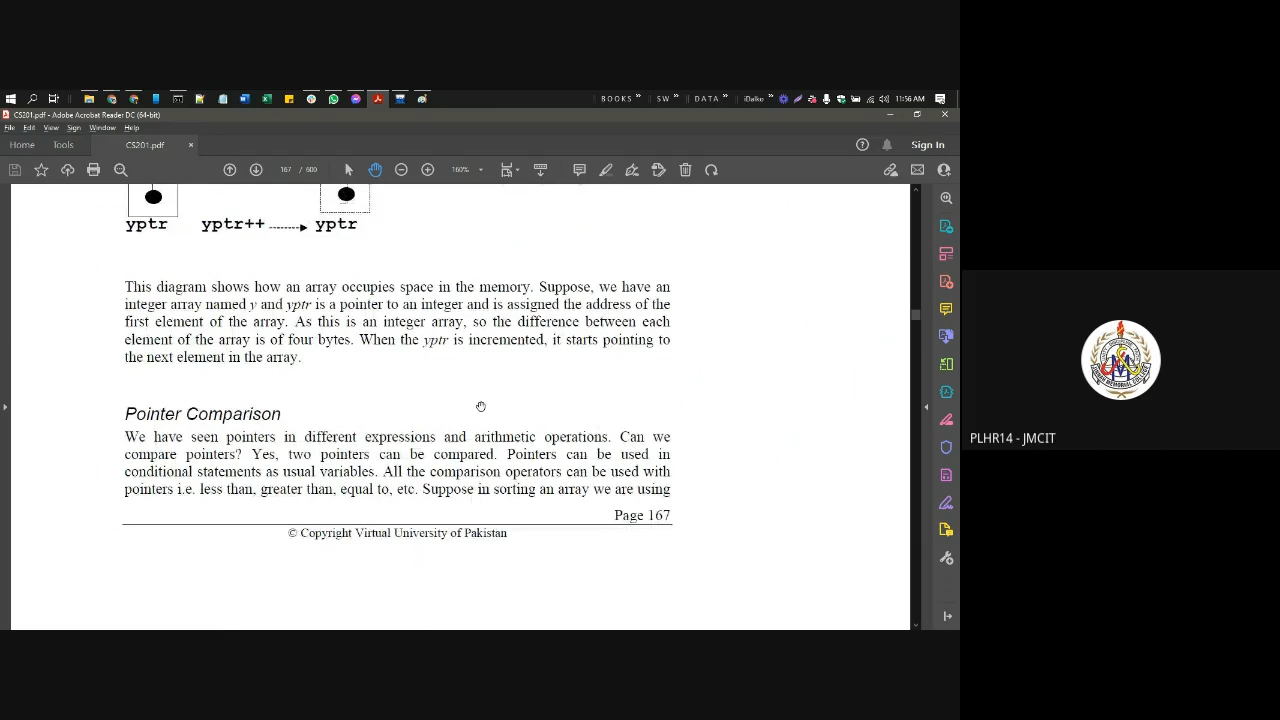 BOOKS » SW » DATA » iDalko » 11:56 AM
CS201.pdf - Adobe Acrobat Reader DC (64-bit)
File Edit View Sign Window Help
Home Tools CS201.pdf × Sign In
167 / 600 160%
yptr yptr++ yptr
This diagram shows how an array occupies space in the memory. Suppose, we have an
integer array named y and yptr is a pointer to an integer and is assigned the address of the
first element of the array. As this is an integer array, so the difference between each
element of the array is of four bytes. When the yptr is incremented, it starts pointing to
the next element in the array.
Pointer Comparison
We have seen pointers in different expressions and arithmetic operations. Can we
compare pointers? Yes, two pointers can be compared. Pointers can be used in
conditional statements as usual variables. All the comparison operators can be used with
pointers i.e. less than, greater than, equal to, etc. Suppose in sorting an array we are using
Page 167
© Copyright Virtual University of Pakistan
PLHR14 - JMCIT